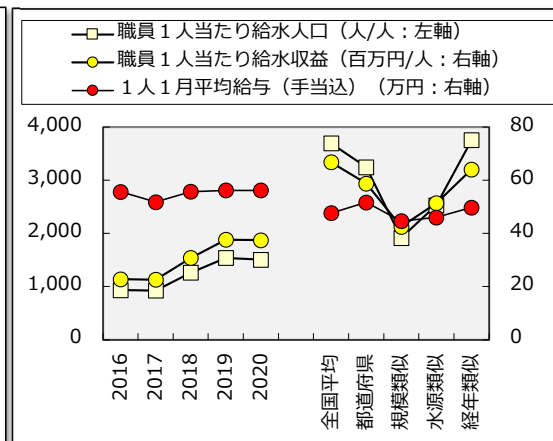 職員１人当たり給水人口（人/人：左軸）
職員１人当たり給水収益（百万円/人：右軸）
１人１月平均給与（手当込）（万円：右軸）
4,000
3,000
2,000
1,000
0
80
60
40
20
0
2016
2017
2018
2019
2020
全国平均
都道府県
規模類似
水源類似
経年類似